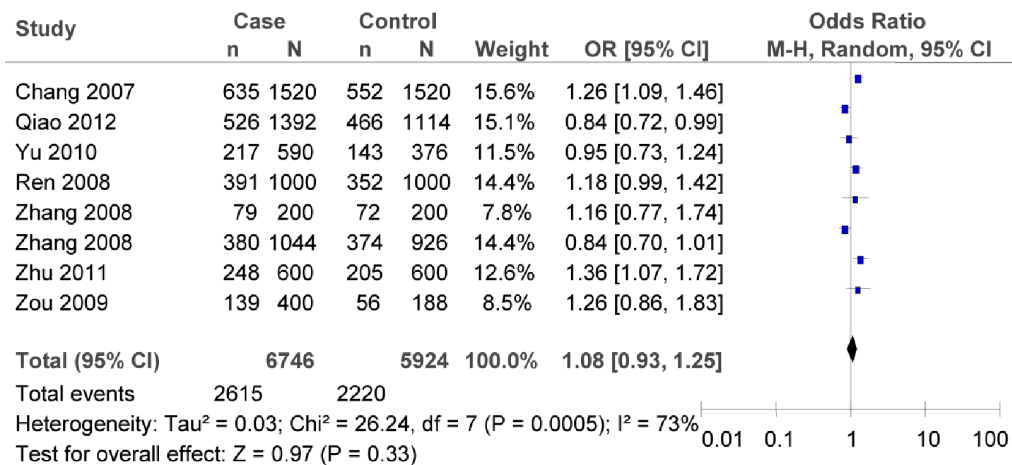 Study Case Control Odds Ratio
n N n N Weight OR [95% CI] M-H, Random, 95% CI
Chang 2007 635 1520 552 1520 15.6% 1.26 [1.09, 1.46]
Qiao 2012 526 1392 466 1114 15.1% 0.84 [0.72, 0.99]
Yu 2010 217 590 143 376 11.5% 0.95 [0.73, 1.24]
Ren 2008 391 1000 352 1000 14.4% 1.18 [0.99, 1.42]
Zhang 2008 79 200 72 200 7.8% 1.16 [0.77, 1.74]
Zhang 2008 380 1044 374 926 14.4% 0.84 [0.70, 1.01]
Zhu 2011 248 600 205 600 12.6% 1.36 [1.07, 1.72]
Zou 2009 139 400 56 188 8.5% 1.26 [0.86, 1.83]
Total (95% CI) 6746 5924 100.0% 1.08 [0.93, 1.25]
Total events 2615 2220
Heterogeneity: Tau² = 0.03; Chi² = 26.24, df = 7 (P = 0.0005); I² = 73%
0.01 0.1 1 10 100
Test for overall effect: Z = 0.97 (P = 0.33)